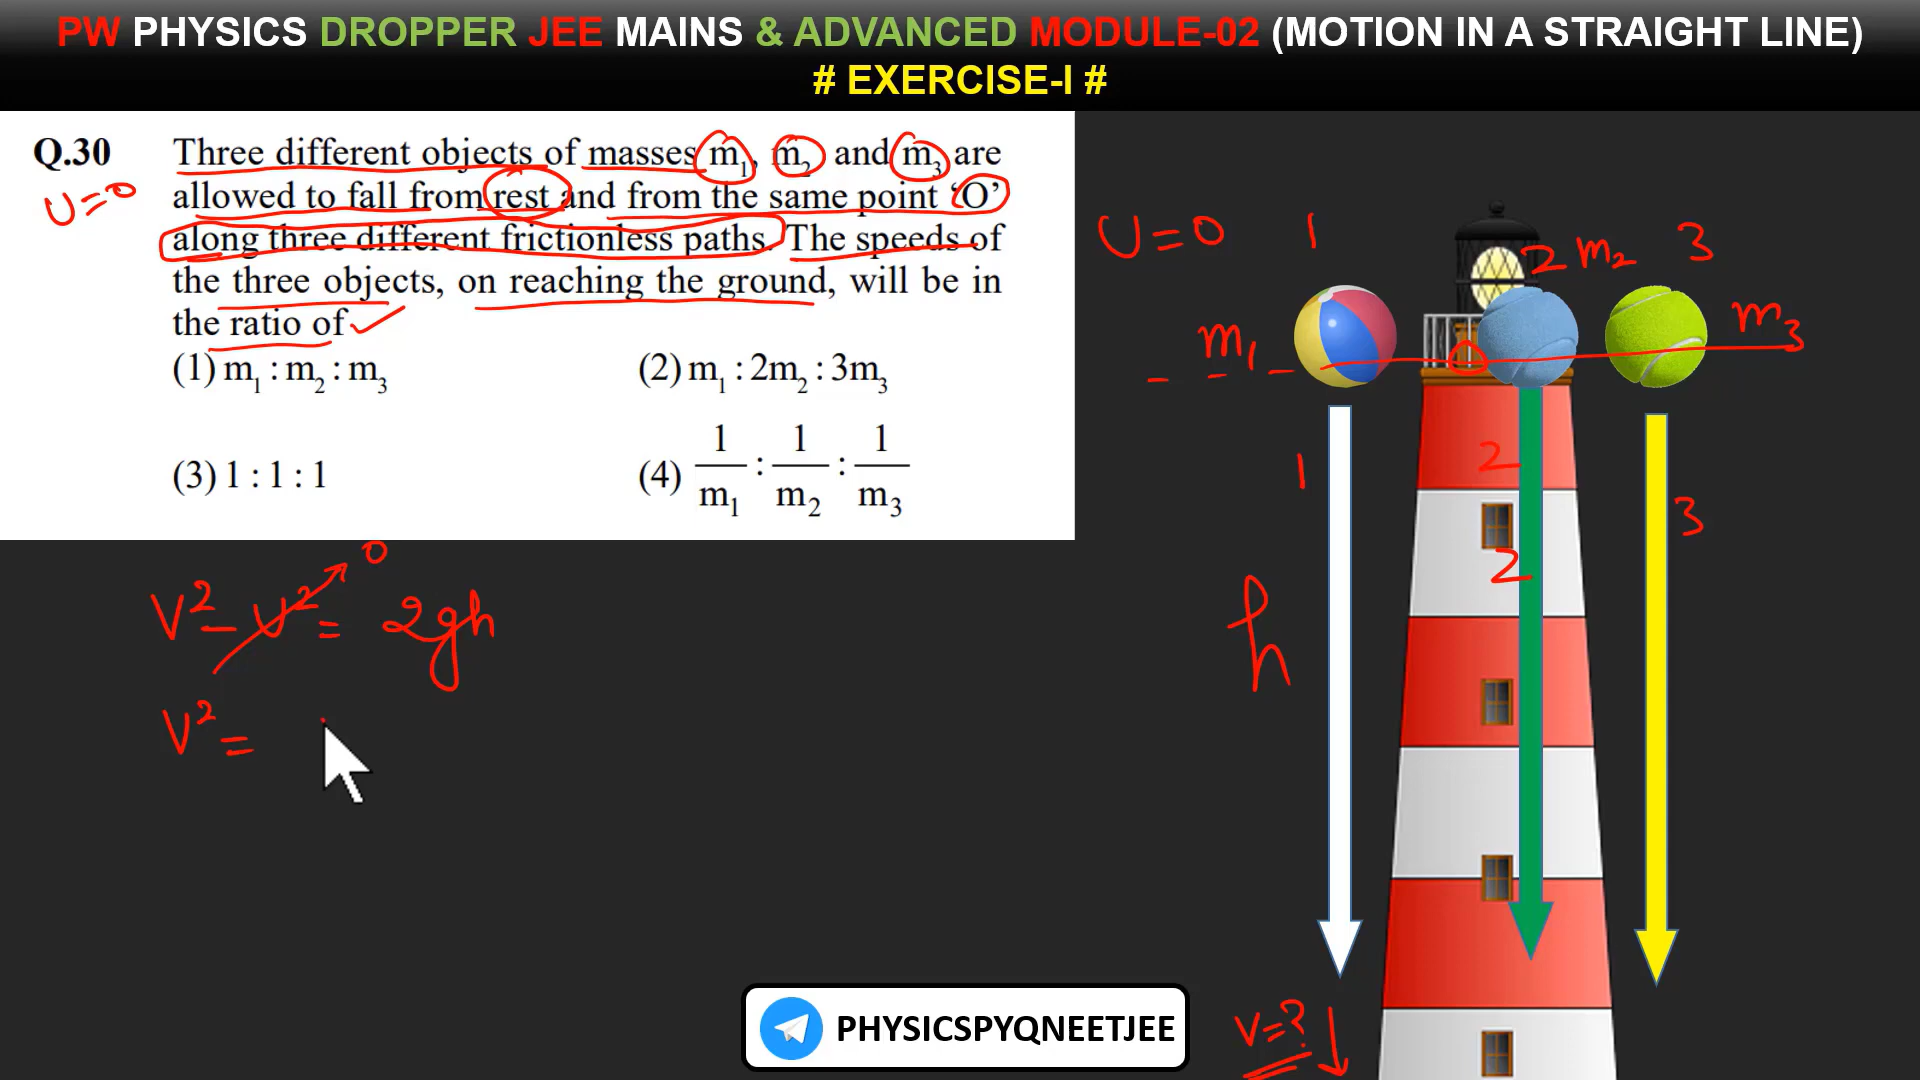 PW PHYSICS DROPPER JEE MAINS & ADVANCED MODULE-02 (MOTION IN A STRAIGHT LINE)
# EXERCISE-I #
Q.30 Three different objects of masses m₁, m₂ and m₃ are
allowed to fall from rest and from the same point ‘O’
along three different frictionless paths. The speeds of
the three objects, on reaching the ground, will be in
the ratio of
(1) m₁ : m₂ : m₃ (2) m₁ : 2m₂ : 3m₃
(3) 1 : 1 : 1 (4) 1/m₁ : 1/m₂ : 1/m₃
U=0
V² - U² = 2gh
0
V² =
U=0 1 2 m₂ 3
m₁ m₃
1 2 3
2
h
V=?
PHYSICSPYQNEETJEE